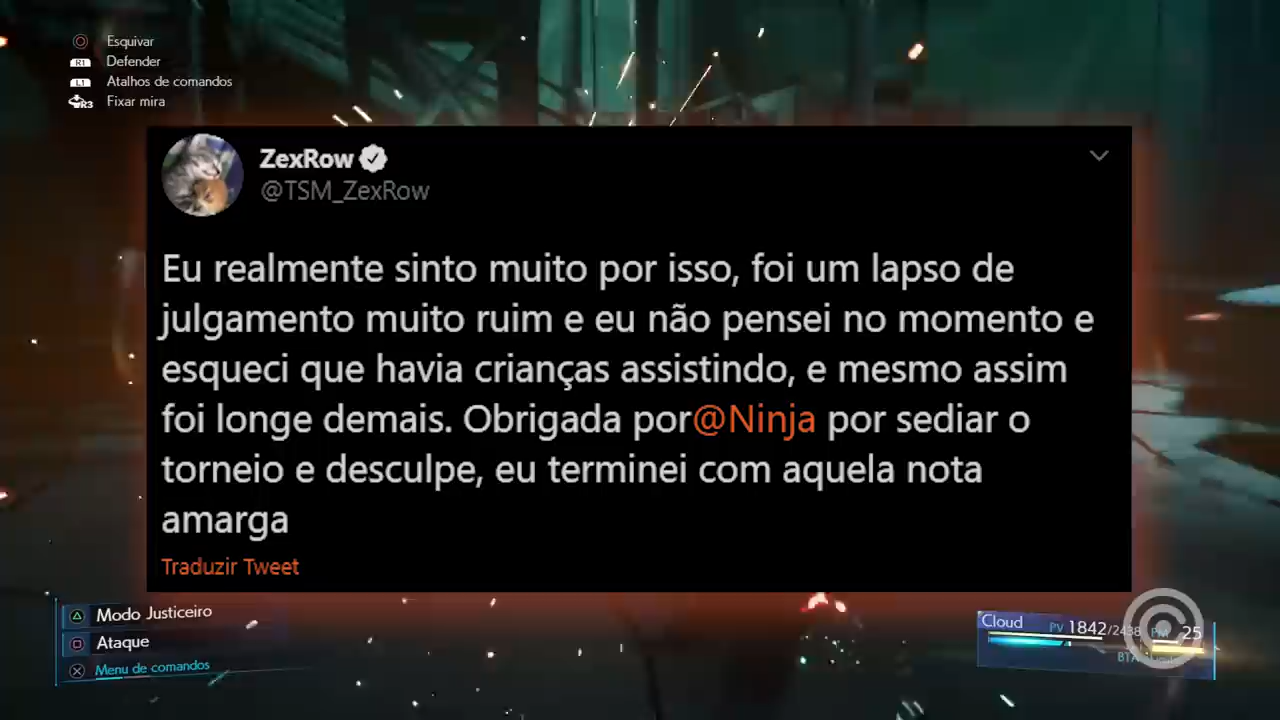 Esquivar
R1 Defender
L1 Atalhos de comandos
R3 Fixar mira
ZexRow
@TSM_ZexRow
Eu realmente sinto muito por isso, foi um lapso de
julgamento muito ruim e eu não pensei no momento e
esqueci que havia crianças assistindo, e mesmo assim
foi longe demais. Obrigada por@Ninja por sediar o
torneio e desculpe, eu terminei com aquela nota
amarga
Traduzir Tweet
Modo Justiceiro
Ataque
Menu de comandos
Cloud PV 1842/2438 PM 25